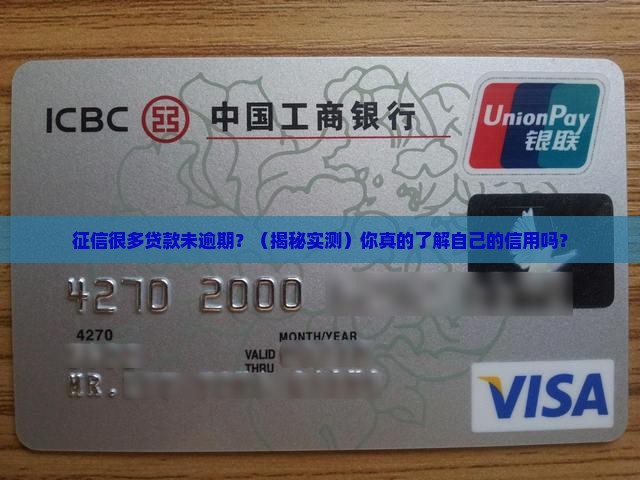 ICBC 中国工商银行
UnionPay
银联
征信很多贷款未逾期？（揭秘实测）你真的了解自己的信用吗？
4270 2000
4270
MONTH/YEAR
VALID
THRU
MR.
VISA